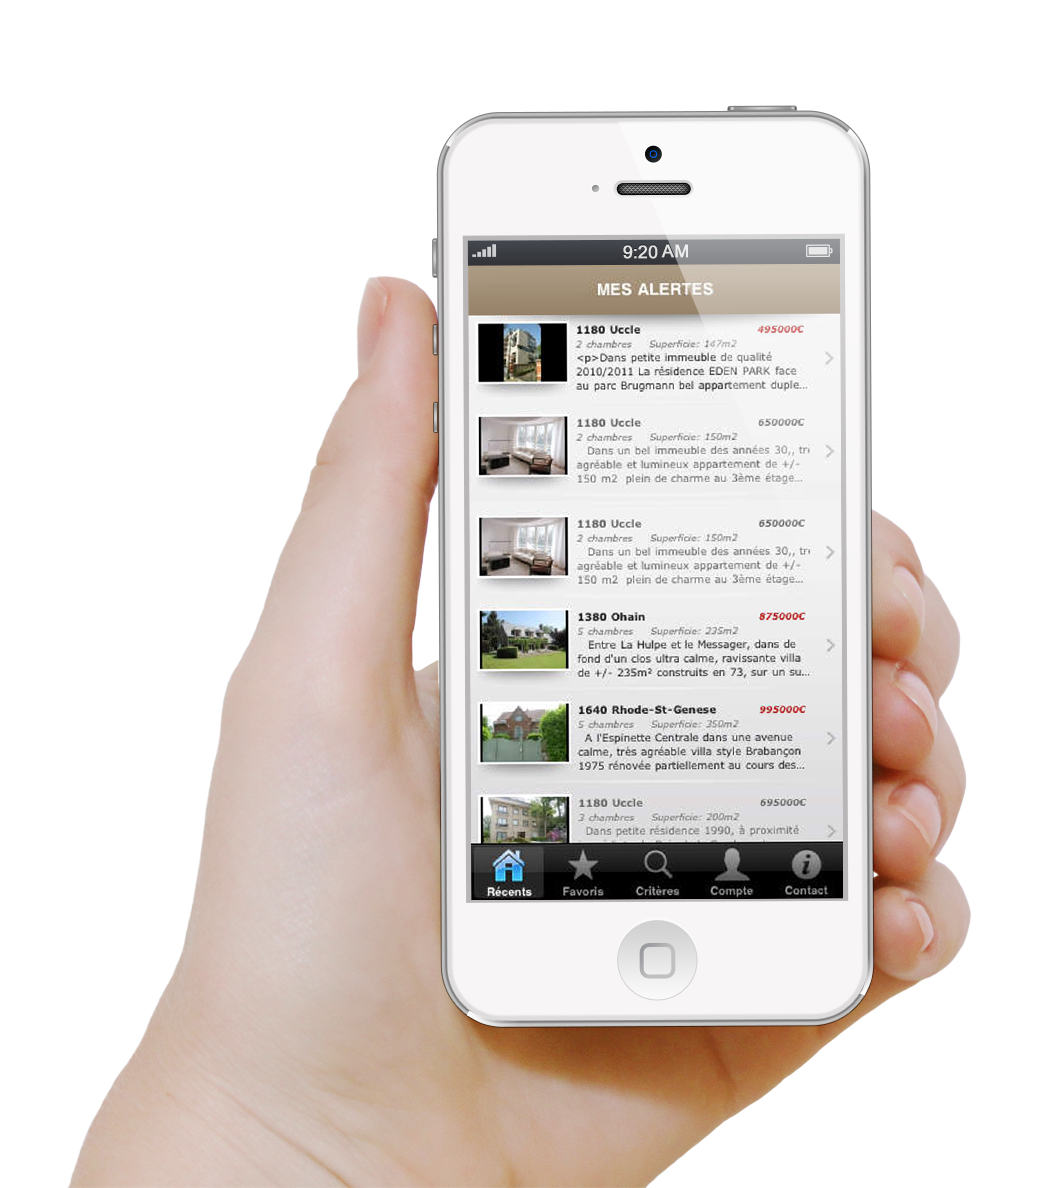 9:20 AM
MES ALERTES
1180 Uccle 495000€
2 chambres Superficie: 147m2
<p>Dans petite immeuble de qualité
2010/2011 La résidence EDEN PARK face
au parc Brugmann bel appartement duple...
1180 Uccle 650000€
2 chambres Superficie: 150m2
Dans un bel immeuble des années 30,, tr
agréable et lumineux appartement de +/-
150 m2 plein de charme au 3ème étage...
1180 Uccle 650000€
2 chambres Superficie: 150m2
Dans un bel immeuble des années 30,, tr
agréable et lumineux appartement de +/-
150 m2 plein de charme au 3ème étage...
1380 Ohain 875000€
5 chambres Superficie: 235m2
Entre La Hulpe et le Messager, dans de
fond d'un clos ultra calme, ravissante villa
de +/- 235m² construits en 73, sur un su...
1640 Rhode-St-Genese 995000€
5 chambres Superficie: 350m2
A l'Espinette Centrale dans une avenue
calme, très agréable villa style Brabançon
1975 rénovée partiellement au cours des...
1180 Uccle 695000€
3 chambres Superficie: 200m2
Dans petite résidence 1990, à proximité
Récents Favoris Critères Compte Contact